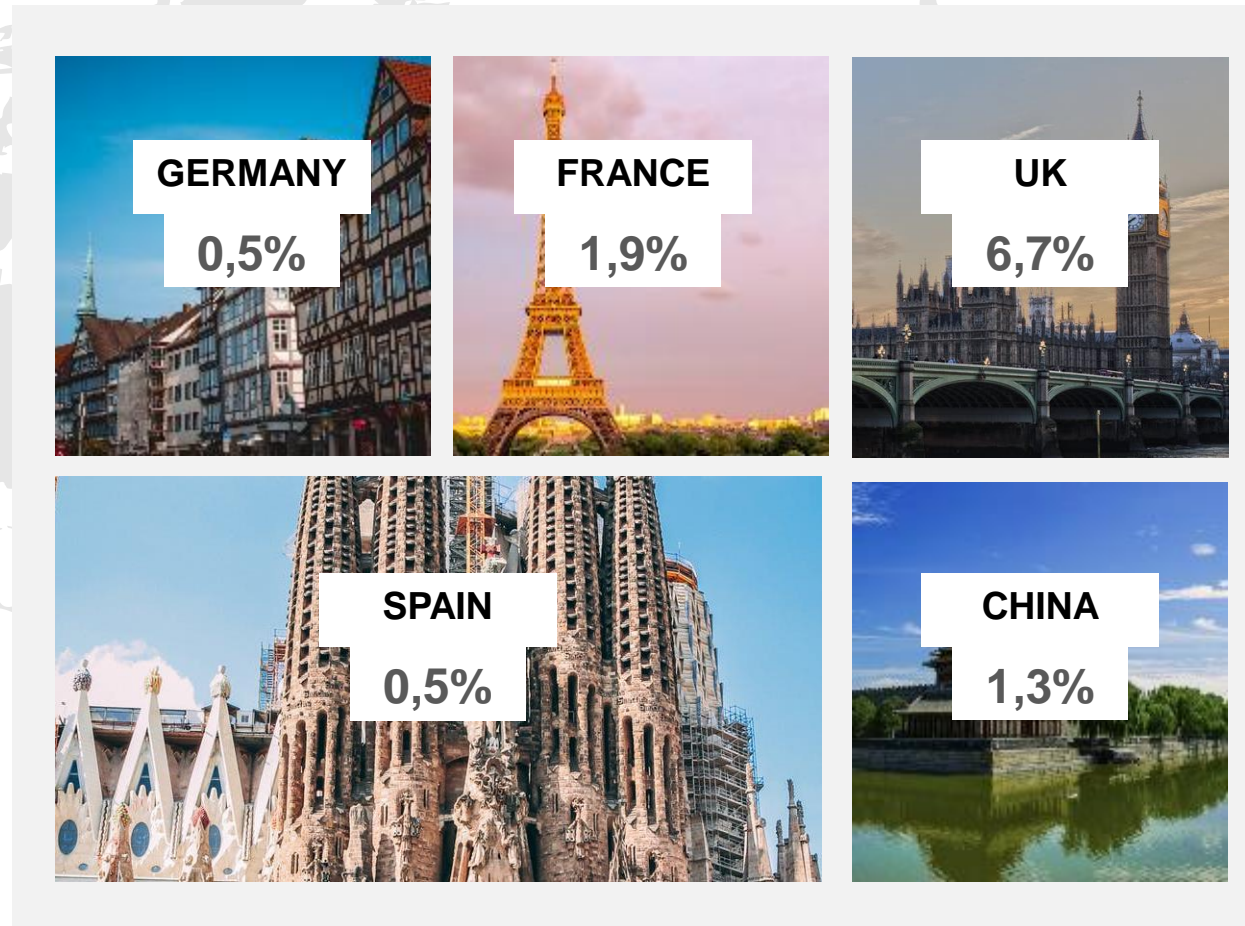 GERMANY
0,5%
FRANCE
1,9%
UK
6,7%
SPAIN
0,5%
CHINA
1,3%